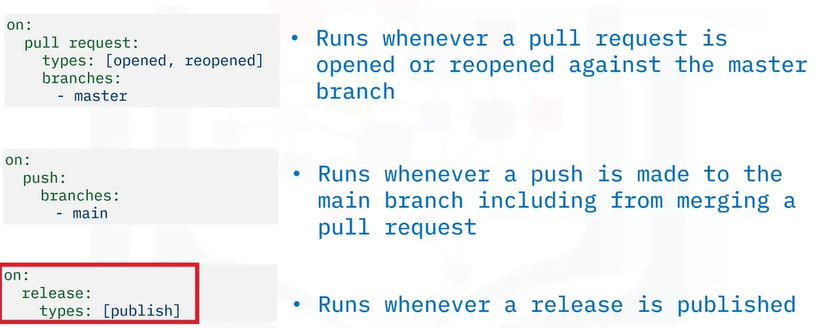 on:
pull request:
types: [opened, reopened]
branches:
- master
• Runs whenever a pull request is
opened or reopened against the master
branch
on:
push:
branches:
- main
• Runs whenever a push is made to the
main branch including from merging a
pull request
on:
release:
types: [publish]
• Runs whenever a release is published